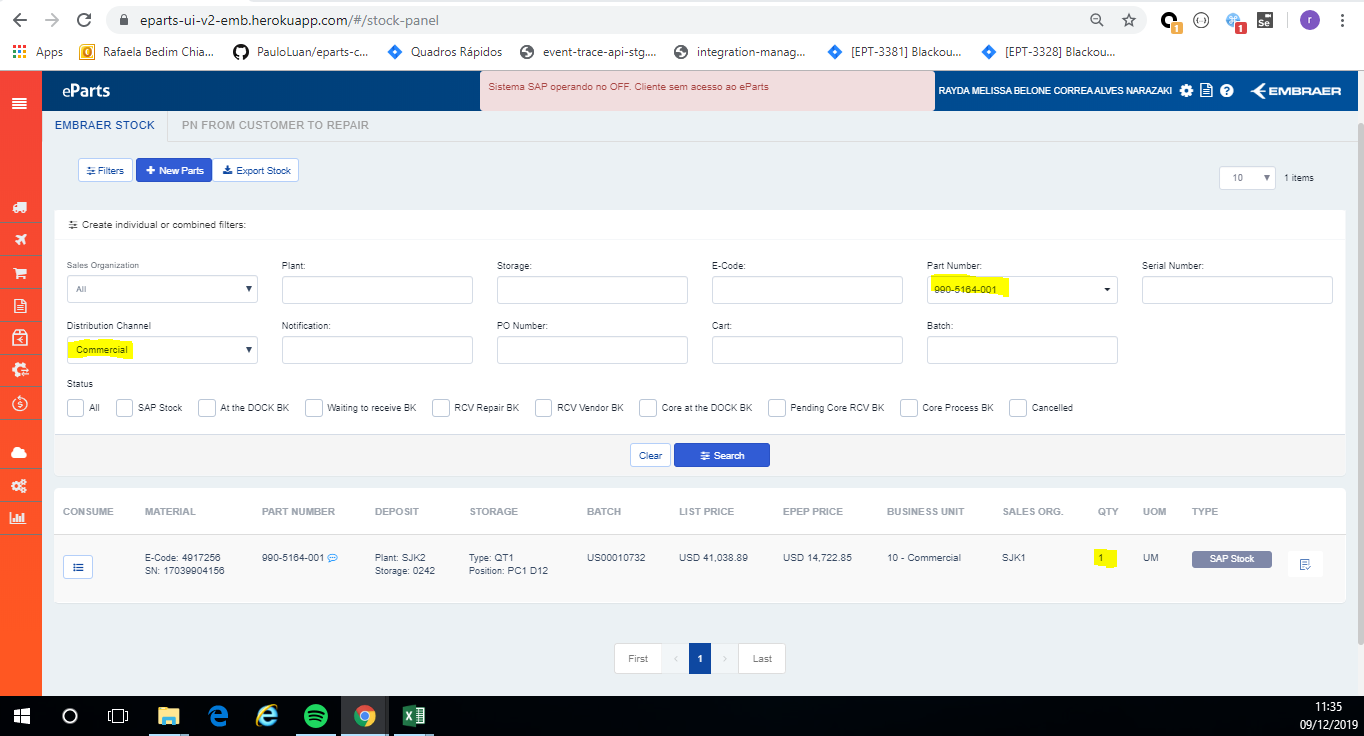 eparts-ui-v2-emb.herokuapp.com/#/stock-panel
1
1
Se
r
Apps
Rafaela Bedim Chia...
PauloLuan/eparts-c...
Quadros Rápidos
event-trace-api-stg....
integration-manag...
[EPT-3381] Blackou...
[EPT-3328] Blackou...
eParts
Sistema SAP operando no OFF. Cliente sem acesso ao eParts
RAYDA MELISSA BELONE CORREA ALVES NARAZAKI
EMBRAER
EMBRAER STOCK
PN FROM CUSTOMER TO REPAIR
Filters
New Parts
Export Stock
10
1 items
Create individual or combined filters:
Sales Organization
Plant:
Storage:
E-Code:
Part Number:
Serial Number:
All
990-5164-001
Distribution Channel
Notification:
PO Number:
Cart:
Batch:
Commercial
Status
All
SAP Stock
At the DOCK BK
Waiting to receive BK
RCV Repair BK
RCV Vendor BK
Core at the DOCK BK
Pending Core RCV BK
Core Process BK
Cancelled
Clear
Search
CONSUME MATERIAL PART NUMBER DEPOSIT STORAGE BATCH LIST PRICE EPEP PRICE BUSINESS UNIT SALES ORG. QTY UOM TYPE
E-Code: 4917256 990-5164-001 Plant: SJK2 Type: QT1 US00010732 USD 41,038.89 USD 14,722.85 10 - Commercial SJK1 1 UM SAP Stock
SN: 17039904156 Storage: 0242 Position: PC1 D12
First
‹
1
›
Last
11:35
09/12/2019